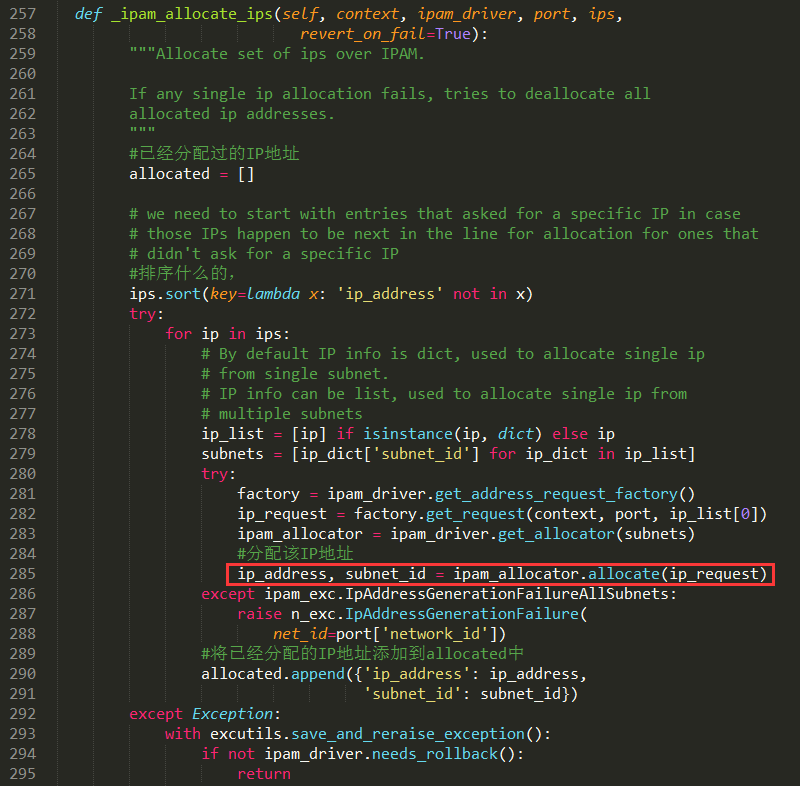 257 def _ipam_allocate_ips(self, context, ipam_driver, port, ips,
258 revert_on_fail=True):
259 """Allocate set of ips over IPAM.
260
261 If any single ip allocation fails, tries to deallocate all
262 allocated ip addresses.
263 """
264 #已经分配过的IP地址
265 allocated = []
266
267 # we need to start with entries that asked for a specific IP in case
268 # those IPs happen to be next in the line for allocation for ones that
269 # didn't ask for a specific IP
270 #排序什么的，
271 ips.sort(key=lambda x: 'ip_address' not in x)
272 try:
273 for ip in ips:
274 # By default IP info is dict, used to allocate single ip
275 # from single subnet.
276 # IP info can be list, used to allocate single ip from
277 # multiple subnets
278 ip_list = [ip] if isinstance(ip, dict) else ip
279 subnets = [ip_dict['subnet_id'] for ip_dict in ip_list]
280 try:
281 factory = ipam_driver.get_address_request_factory()
282 ip_request = factory.get_request(context, port, ip_list[0])
283 ipam_allocator = ipam_driver.get_allocator(subnets)
284 #分配该IP地址
285 ip_address, subnet_id = ipam_allocator.allocate(ip_request)
286 except ipam_exc.IpAddressGenerationFailureAllSubnets:
287 raise n_exc.IpAddressGenerationFailure(
288 net_id=port['network_id'])
289 #将已经分配的IP地址添加到allocated中
290 allocated.append({'ip_address': ip_address,
291 'subnet_id': subnet_id})
292 except Exception:
293 with excutils.save_and_reraise_exception():
294 if not ipam_driver.needs_rollback():
295 return